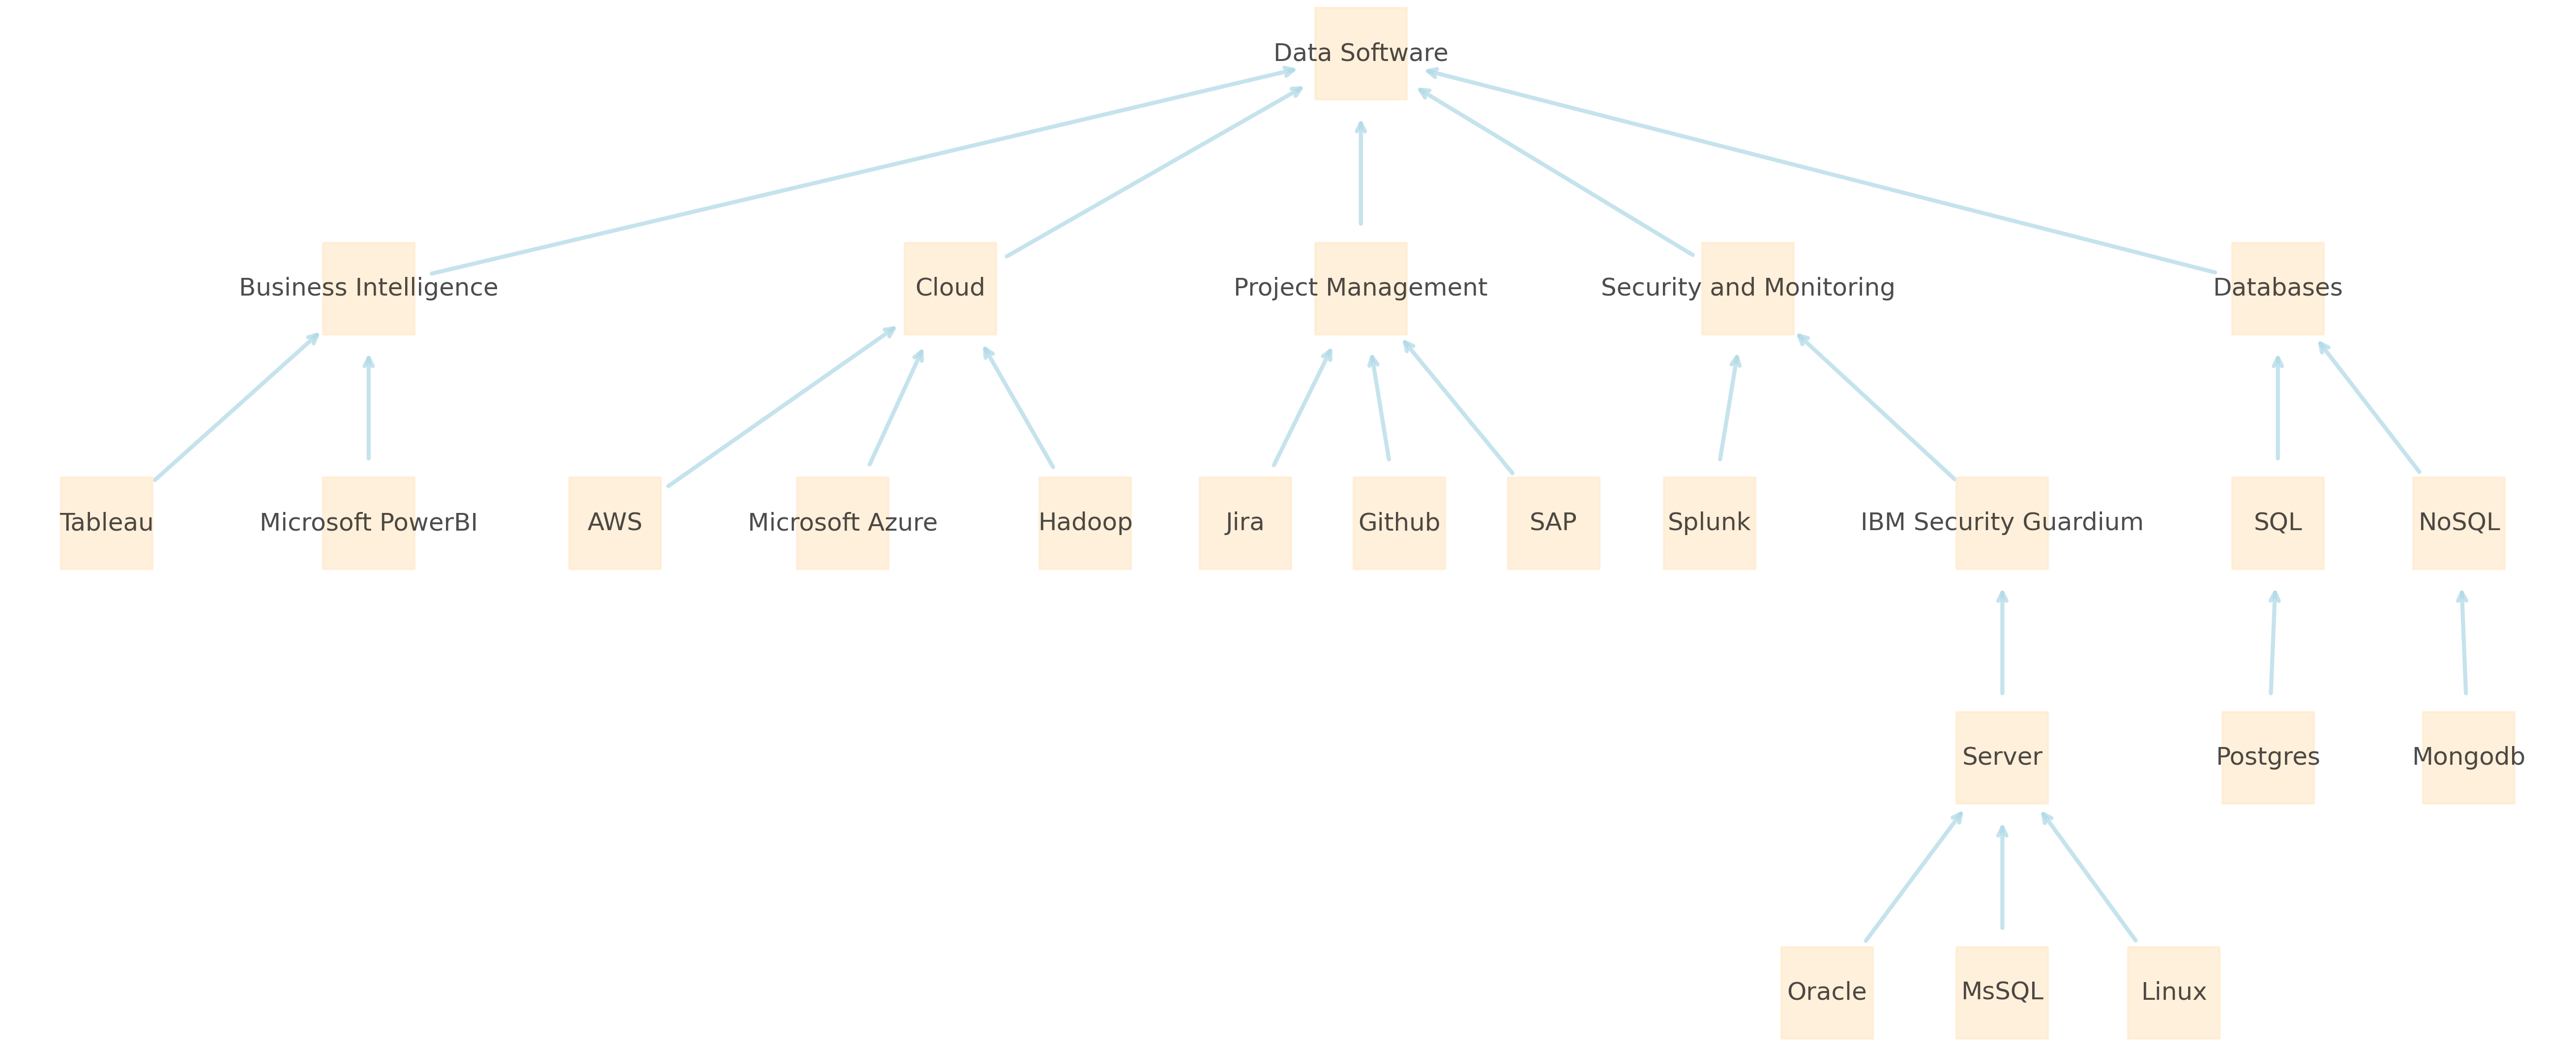 Data Software
Business Intelligence
Cloud
Project Management
Security and Monitoring
Databases
Tableau
Microsoft PowerBI
AWS
Microsoft Azure
Hadoop
Jira
Github
SAP
Splunk
IBM Security Guardium
SQL
NoSQL
Server
Postgres
Mongodb
Oracle
MsSQL
Linux